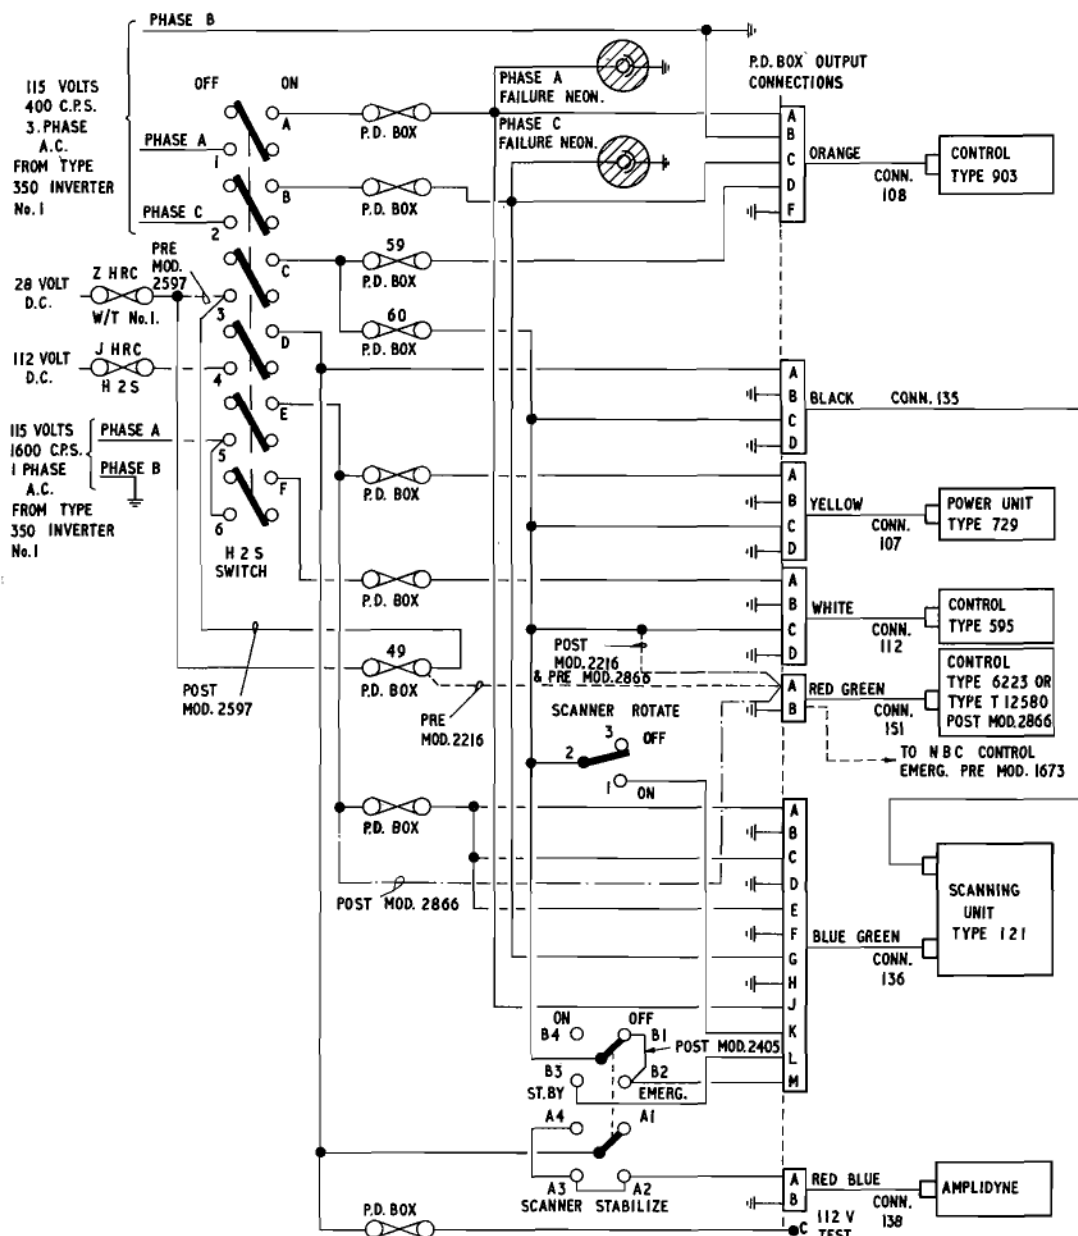 PHASE B
115 VOLTS
400 C.P.S.
3. PHASE
A.C.
FROM TYPE
350 INVERTER
No.1
OFF
ON
PHASE A
1
A
P.D. BOX
PHASE C
2
B
P.D. BOX
PHASE A
FAILURE NEON.
PHASE C
FAILURE NEON.
P.D. BOX OUTPUT
CONNECTIONS
A
B
C
D
F
ORANGE
CONN.
108
CONTROL
TYPE 903
PRE
MOD.
2597
28 VOLT
D.C.
Z HRC
W/T No.1.
3
C
59
P.D. BOX
60
P.D. BOX
112 VOLT
D.C.
J HRC
H 2 S
4
D
A
B
C
D
BLACK
CONN. 135
115 VOLTS
1600 C.P.S.
1 PHASE
A.C.
FROM TYPE
350 INVERTER
No.1
PHASE A
PHASE B
5
E
6
F
H 2 S
SWITCH
P.D. BOX
A
B
C
D
YELLOW
CONN.
107
POWER UNIT
TYPE 729
P.D. BOX
A
B
C
D
WHITE
CONN.
112
CONTROL
TYPE 595
POST
MOD. 2597
49
P.D. BOX
PRE
MOD.2216
POST
MOD.2216
& PRE MOD.2866
A
B
RED GREEN
CONN.
151
CONTROL
TYPE 6223 OR
TYPE T 12580
POST MOD.2866
TO N B C CONTROL
EMERG. PRE MOD. 1673
SCANNER ROTATE
3
OFF
2
1
ON
P.D. BOX
POST MOD. 2866
A
B
C
D
E
F
G
H
J
K
L
M
BLUE GREEN
CONN.
136
SCANNING
UNIT
TYPE 121
ON
OFF
B4
B1
POST MOD.2405
B3
B2
ST.BY
EMERG.
A4
A1
A3
A2
SCANNER STABILIZE
A
B
RED BLUE
CONN.
138
AMPLIDYNE
P.D. BOX
C
112 V
TEST